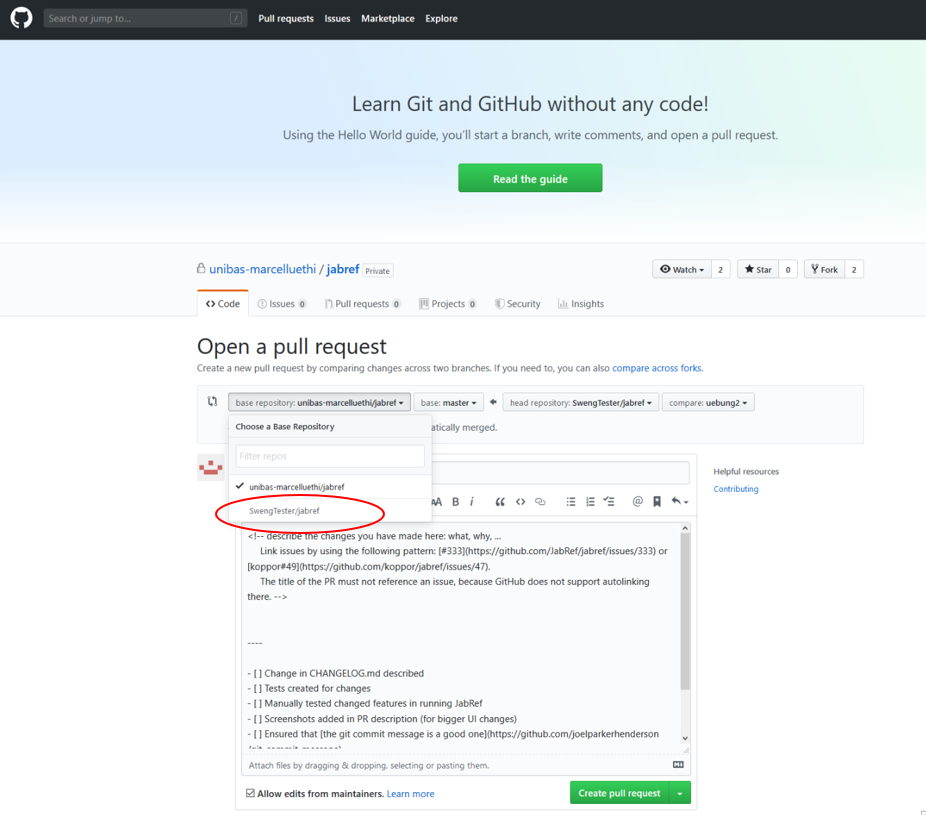 Search or jump to... /
Pull requests Issues Marketplace Explore
Learn Git and GitHub without any code!
Using the Hello World guide, you'll start a branch, write comments, and open a pull request.
Read the guide
unibas-marcelluethi / jabref Private
Watch 2 Star 0 Fork 2
Code Issues 0 Pull requests 0 Projects 0 Security Insights
Open a pull request
Create a new pull request by comparing changes across two branches. If you need to, you can also compare across forks.
base repository: unibas-marcelluethi/jabref base: master head repository: SwengTester/jabref compare: uebung2
Choose a Base Repository
atically merged.
Filter repos
unibas-marcelluethi/jabref
SwengTester/jabref
Helpful resources
Contributing
AA B i
<!-- describe the changes you have made here: what, why, ...
Link issues by using the following pattern: [#333](https://github.com/JabRef/jabref/issues/333) or
[koppor#49](https://github.com/koppor/jabref/issues/47).
The title of the PR must not reference an issue, because GitHub does not support autolinking
there. -->
----
- [ ] Change in CHANGELOG.md described
- [ ] Tests created for changes
- [ ] Manually tested changed features in running JabRef
- [ ] Screenshots added in PR description (for bigger UI changes)
- [ ] Ensured that [the git commit message is a good one](https://github.com/joelparkerhenderson
/git_commit_message)
Attach files by dragging & dropping, selecting or pasting them.
Allow edits from maintainers. Learn more
Create pull request